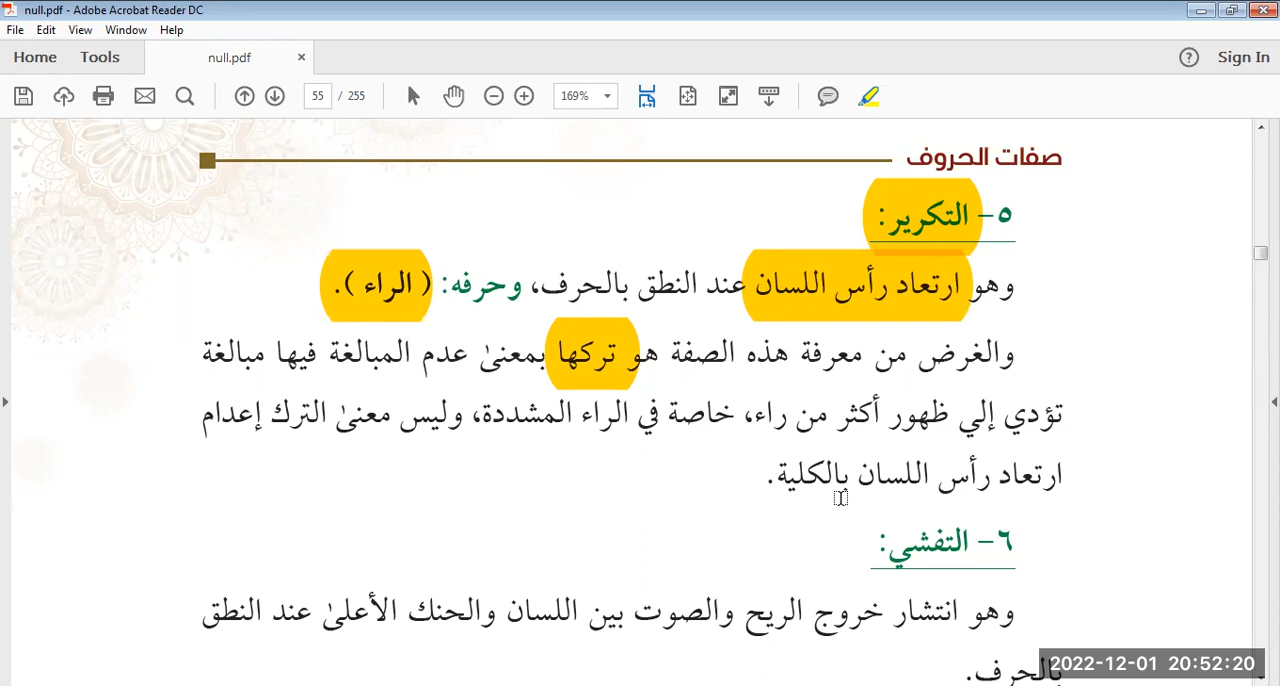 null.pdf - Adobe Acrobat Reader DC
File Edit View Window Help
Home Tools null.pdf × ? Sign In
55 / 255 169%
صفات الحروف
٥- التكرير:
وهو ارتعاد رأس اللسان عند النطق بالحرف، وحرفه: ( الراء ).
والغرض من معرفة هذه الصفة هو تركها بمعنىٰ عدم المبالغة فيها مبالغة
تؤدي إلي ظهور أكثر من راء، خاصة في الراء المشددة، وليس معنىٰ الترك إعدام
ارتعاد رأس اللسان بالكلية.
٦- التفشي:
وهو انتشار خروج الريح والصوت بين اللسان والحنك الأعلىٰ عند النطق
بالحرف.
2022-12-01 20:52:20